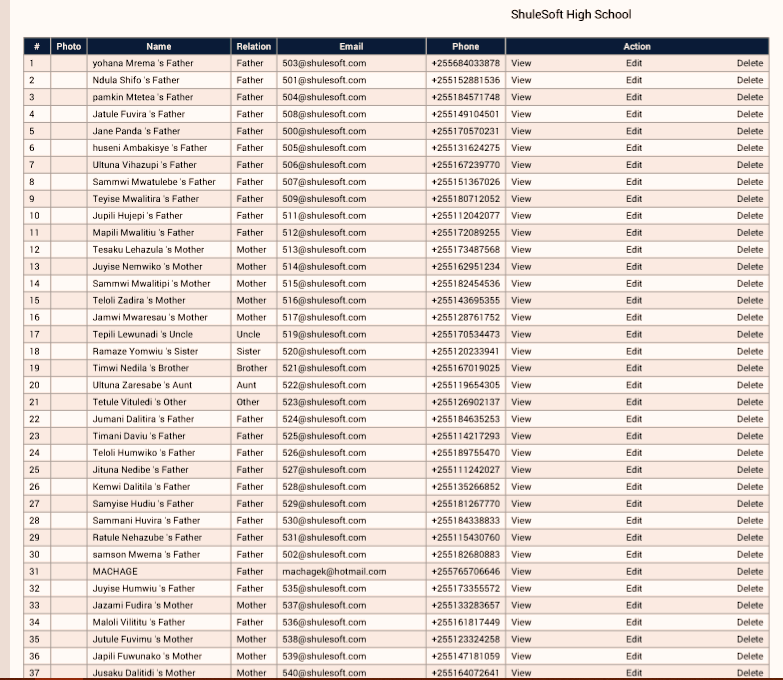 ShuleSoft High School
# Photo Name Relation Email Phone Action
1 yohana Mrema 's Father Father 503@shulesoft.com +255684033878 View Edit Delete
2 Ndula Shifo 's Father Father 501@shulesoft.com +255152881536 View Edit Delete
3 pamkin Mtetea 's Father Father 504@shulesoft.com +255184571748 View Edit Delete
4 Jatule Fuvira 's Father Father 508@shulesoft.com +255149104501 View Edit Delete
5 Jane Panda 's Father Father 500@shulesoft.com +255170570231 View Edit Delete
6 huseni Ambakisye 's Father Father 505@shulesoft.com +255131624275 View Edit Delete
7 Ultuna Vihazupi 's Father Father 506@shulesoft.com +255167239770 View Edit Delete
8 Sammwi Mwatulebe 's Father Father 507@shulesoft.com +255151367026 View Edit Delete
9 Teyise Mwalitira 's Father Father 509@shulesoft.com +255180712052 View Edit Delete
10 Jupili Hujepi 's Father Father 511@shulesoft.com +255112042077 View Edit Delete
11 Mapili Mwalitiu 's Father Father 512@shulesoft.com +255172089255 View Edit Delete
12 Tesaku Lehazula 's Mother Mother 513@shulesoft.com +255173487568 View Edit Delete
13 Juyise Nemwiko 's Mother Mother 514@shulesoft.com +255162951234 View Edit Delete
14 Sammwi Mwalitipi 's Mother Mother 515@shulesoft.com +255182454536 View Edit Delete
15 Teloli Zadira 's Mother Mother 516@shulesoft.com +255143695355 View Edit Delete
16 Jamwi Mwaresau 's Mother Mother 517@shulesoft.com +255128761752 View Edit Delete
17 Tepili Lewunadi 's Uncle Uncle 519@shulesoft.com +255170534473 View Edit Delete
18 Ramaze Yomwiu 's Sister Sister 520@shulesoft.com +255120233941 View Edit Delete
19 Timwi Nedila 's Brother Brother 521@shulesoft.com +255167019025 View Edit Delete
20 Ultuna Zaresabe 's Aunt Aunt 522@shulesoft.com +255119654305 View Edit Delete
21 Tetule Vituledi 's Other Other 523@shulesoft.com +255126902137 View Edit Delete
22 Jumani Dalitira 's Father Father 524@shulesoft.com +255184635253 View Edit Delete
23 Timani Daviu 's Father Father 525@shulesoft.com +255114217293 View Edit Delete
24 Teloli Humwiko 's Father Father 526@shulesoft.com +255189755470 View Edit Delete
25 Jituna Nedibe 's Father Father 527@shulesoft.com +255111242027 View Edit Delete
26 Kemwi Dalitila 's Father Father 528@shulesoft.com +255135266852 View Edit Delete
27 Samyise Hudiu 's Father Father 529@shulesoft.com +255181267770 View Edit Delete
28 Sammani Huvira 's Father Father 530@shulesoft.com +255184338833 View Edit Delete
29 Ratule Nehazube 's Father Father 531@shulesoft.com +255115430760 View Edit Delete
30 samson Mwema 's Father Father 502@shulesoft.com +255182680883 View Edit Delete
31 MACHAGE Father machagek@hotmail.com +255765706646 View Edit Delete
32 Juyise Humwiu 's Father Father 535@shulesoft.com +255173355572 View Edit Delete
33 Jazami Fudira 's Mother Mother 537@shulesoft.com +255133283657 View Edit Delete
34 Maloli Vilititu 's Father Father 536@shulesoft.com +255161817449 View Edit Delete
35 Jutule Fuvimu 's Mother Mother 538@shulesoft.com +255123324258 View Edit Delete
36 Japili Fuwunako 's Mother Mother 539@shulesoft.com +255147181059 View Edit Delete
37 Jusaku Dalitidi 's Mother Mother 540@shulesoft.com +255164072641 View Edit Delete